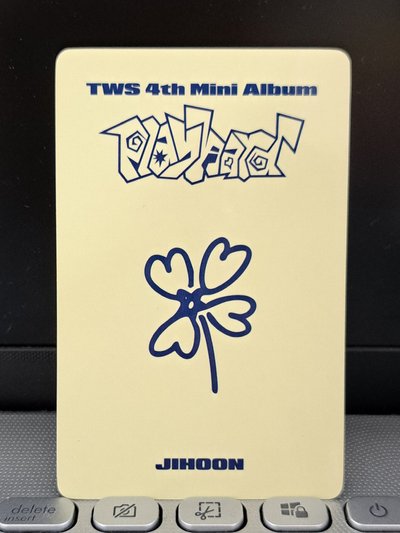 TWS 4th Mini Album
play hard
JIHOON
delete
insert